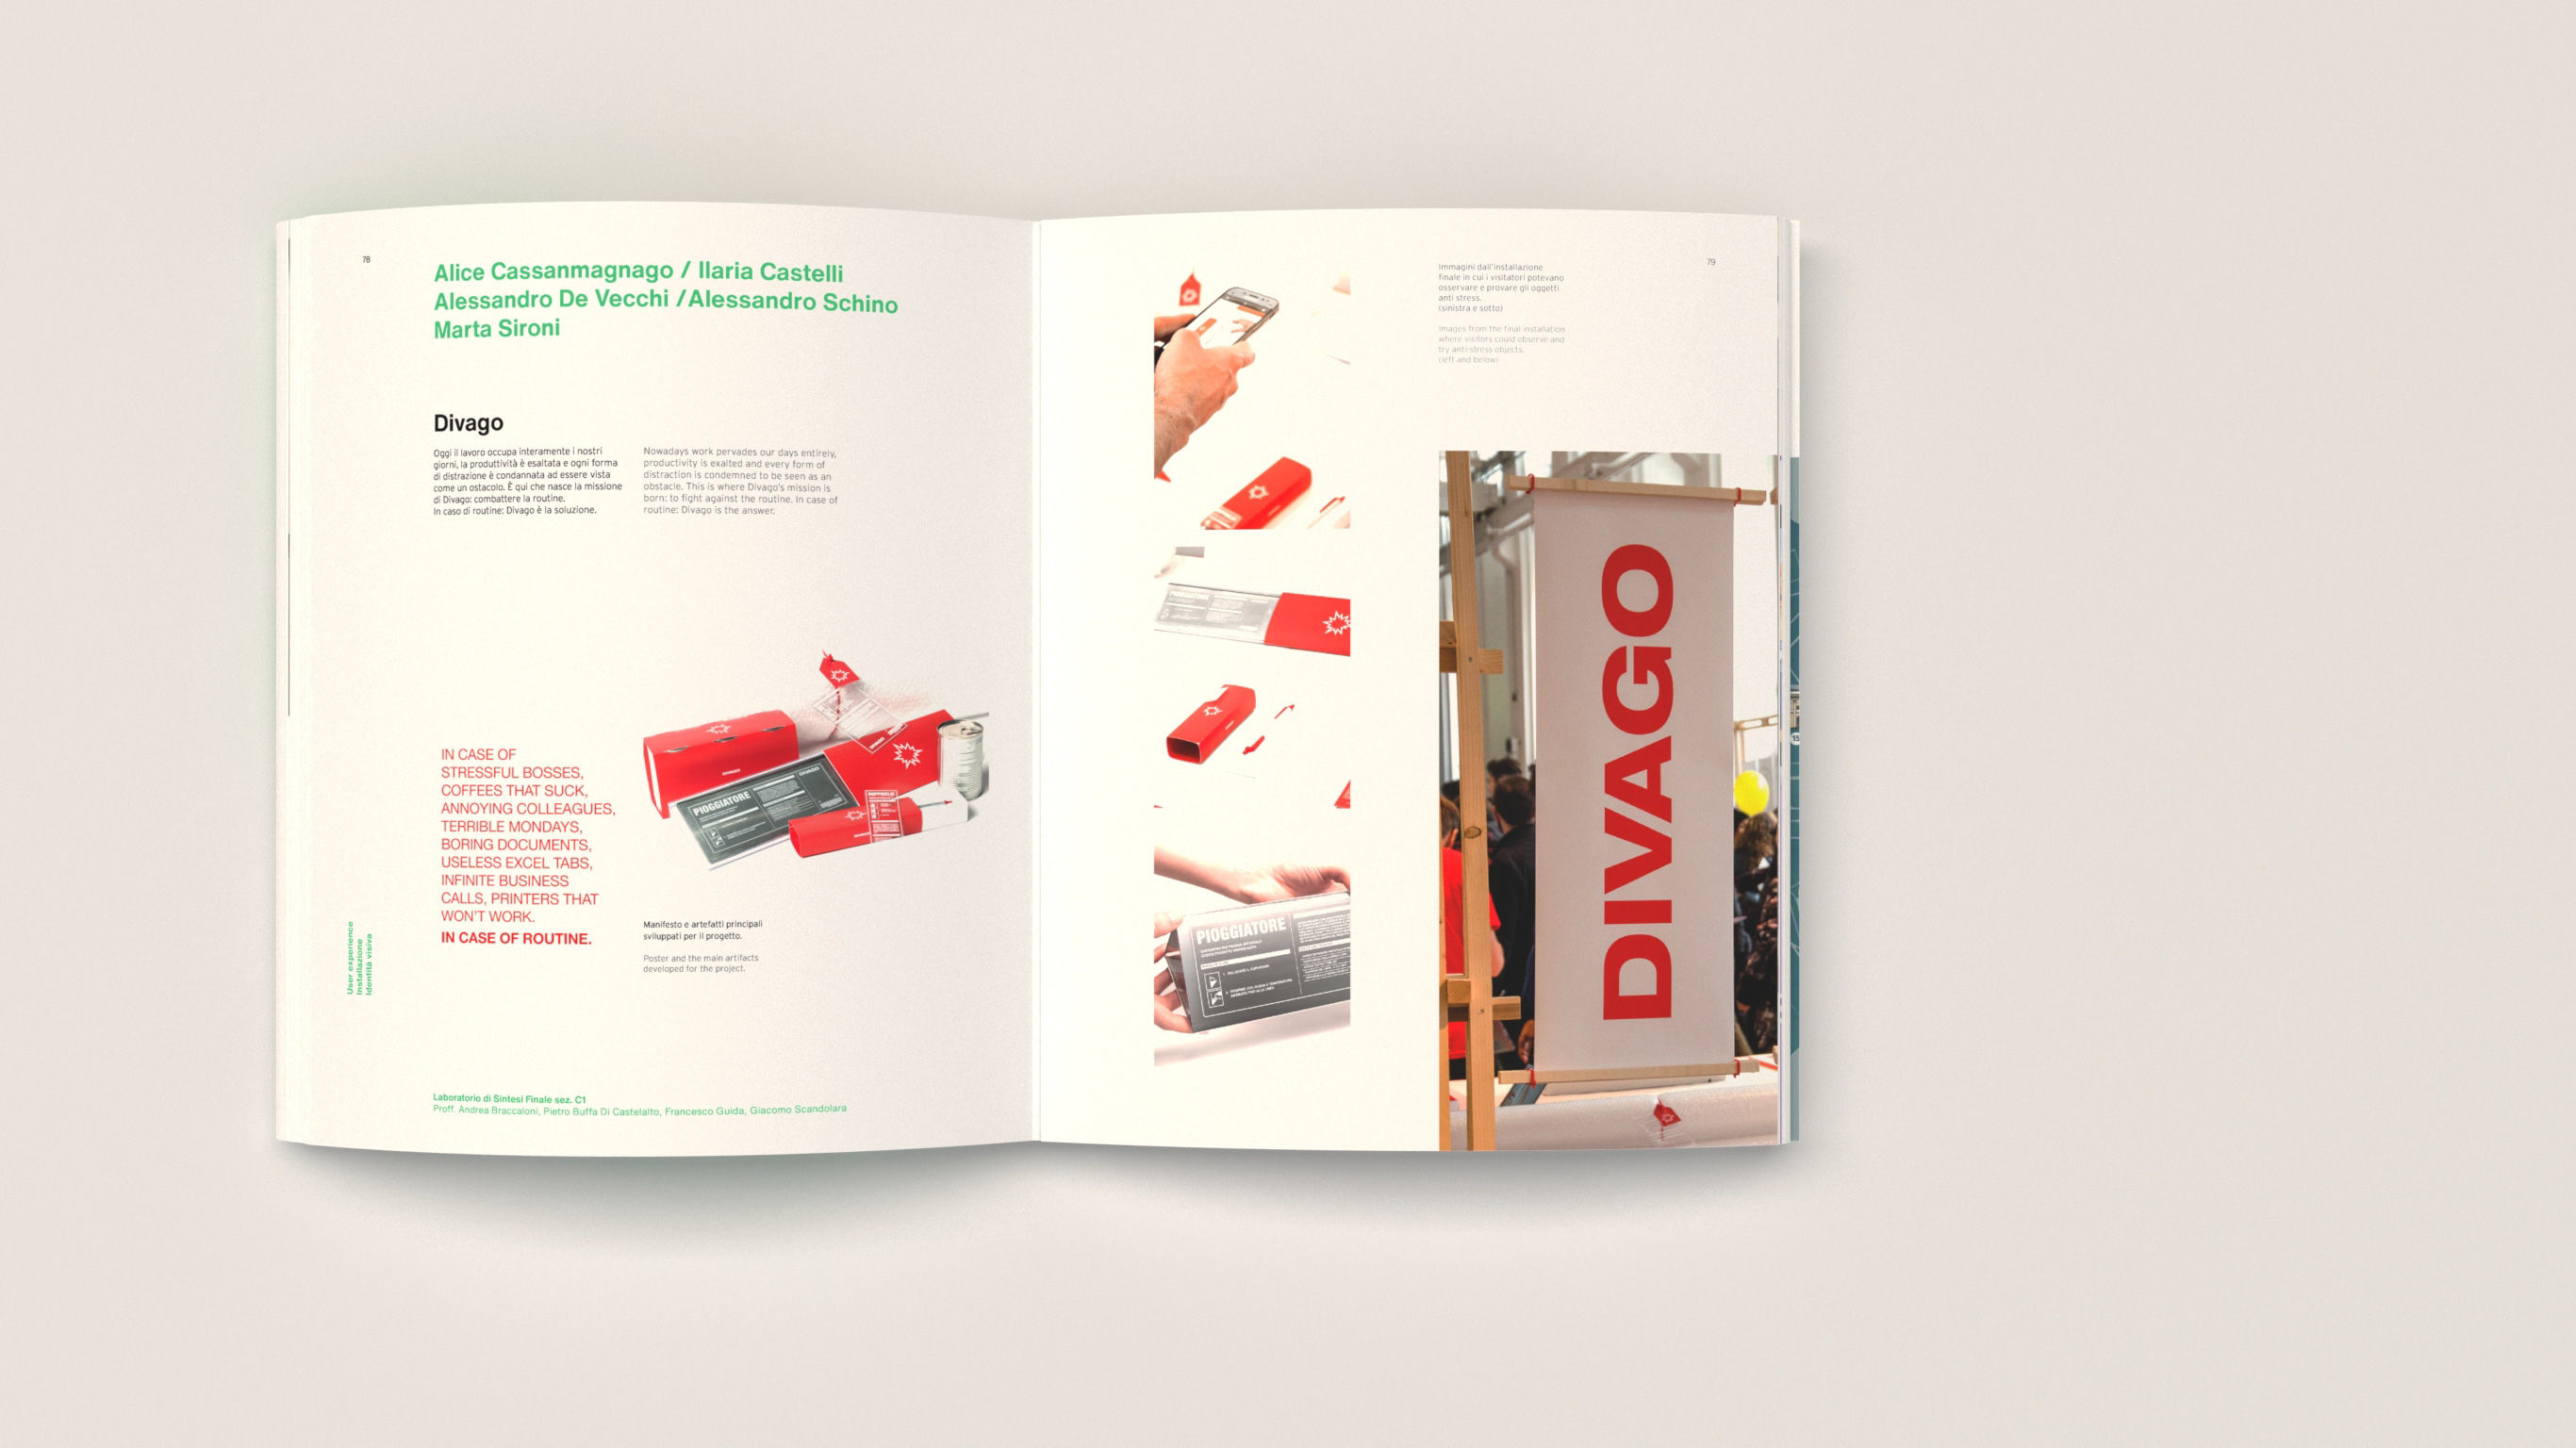 78
Alice Cassanmagnago / Ilaria Castelli
Alessandro De Vecchi /Alessandro Schino
Marta Sironi
Divago
Oggi il lavoro occupa interamente i nostri
giorni, la produttività è esaltata e ogni forma
di distrazione è condannata ad essere vista
come un ostacolo. È qui che nasce la missione
di Divago: combattere la routine.
In caso di routine: Divago è la soluzione.
Nowadays work pervades our days entirely,
productivity is exalted and every form of
distraction is condemned to be seen as an
obstacle. This is where Divago's mission is
born: to fight against the routine. In case of
routine: Divago is the answer.
IN CASE OF
STRESSFUL BOSSES,
COFFEES THAT SUCK,
ANNOYING COLLEAGUES,
TERRIBLE MONDAYS,
BORING DOCUMENTS,
USELESS EXCEL TABS,
INFINITE BUSINESS
CALLS, PRINTERS THAT
WON'T WORK.
IN CASE OF ROUTINE.
PIOGGIATORE
Manifesto e artefatti principali
sviluppati per il progetto.
Poster and the main artifacts
developed for the project.
User experience
Installazione
Identità visiva
Laboratorio di Sintesi Finale sez. C1
Proff. Andrea Braccaloni, Pietro Buffa Di Castelalto, Francesco Guida, Giacomo Scandolara
Immagini dall'installazione
finale in cui i visitatori potevano
osservare e provare gli oggetti
anti stress.
(sinistra e sotto)
Images from the final installation
where visitors could observe and
try anti-stress objects.
(left and below)
79
PIOGGIATORE
DIVAGO
15